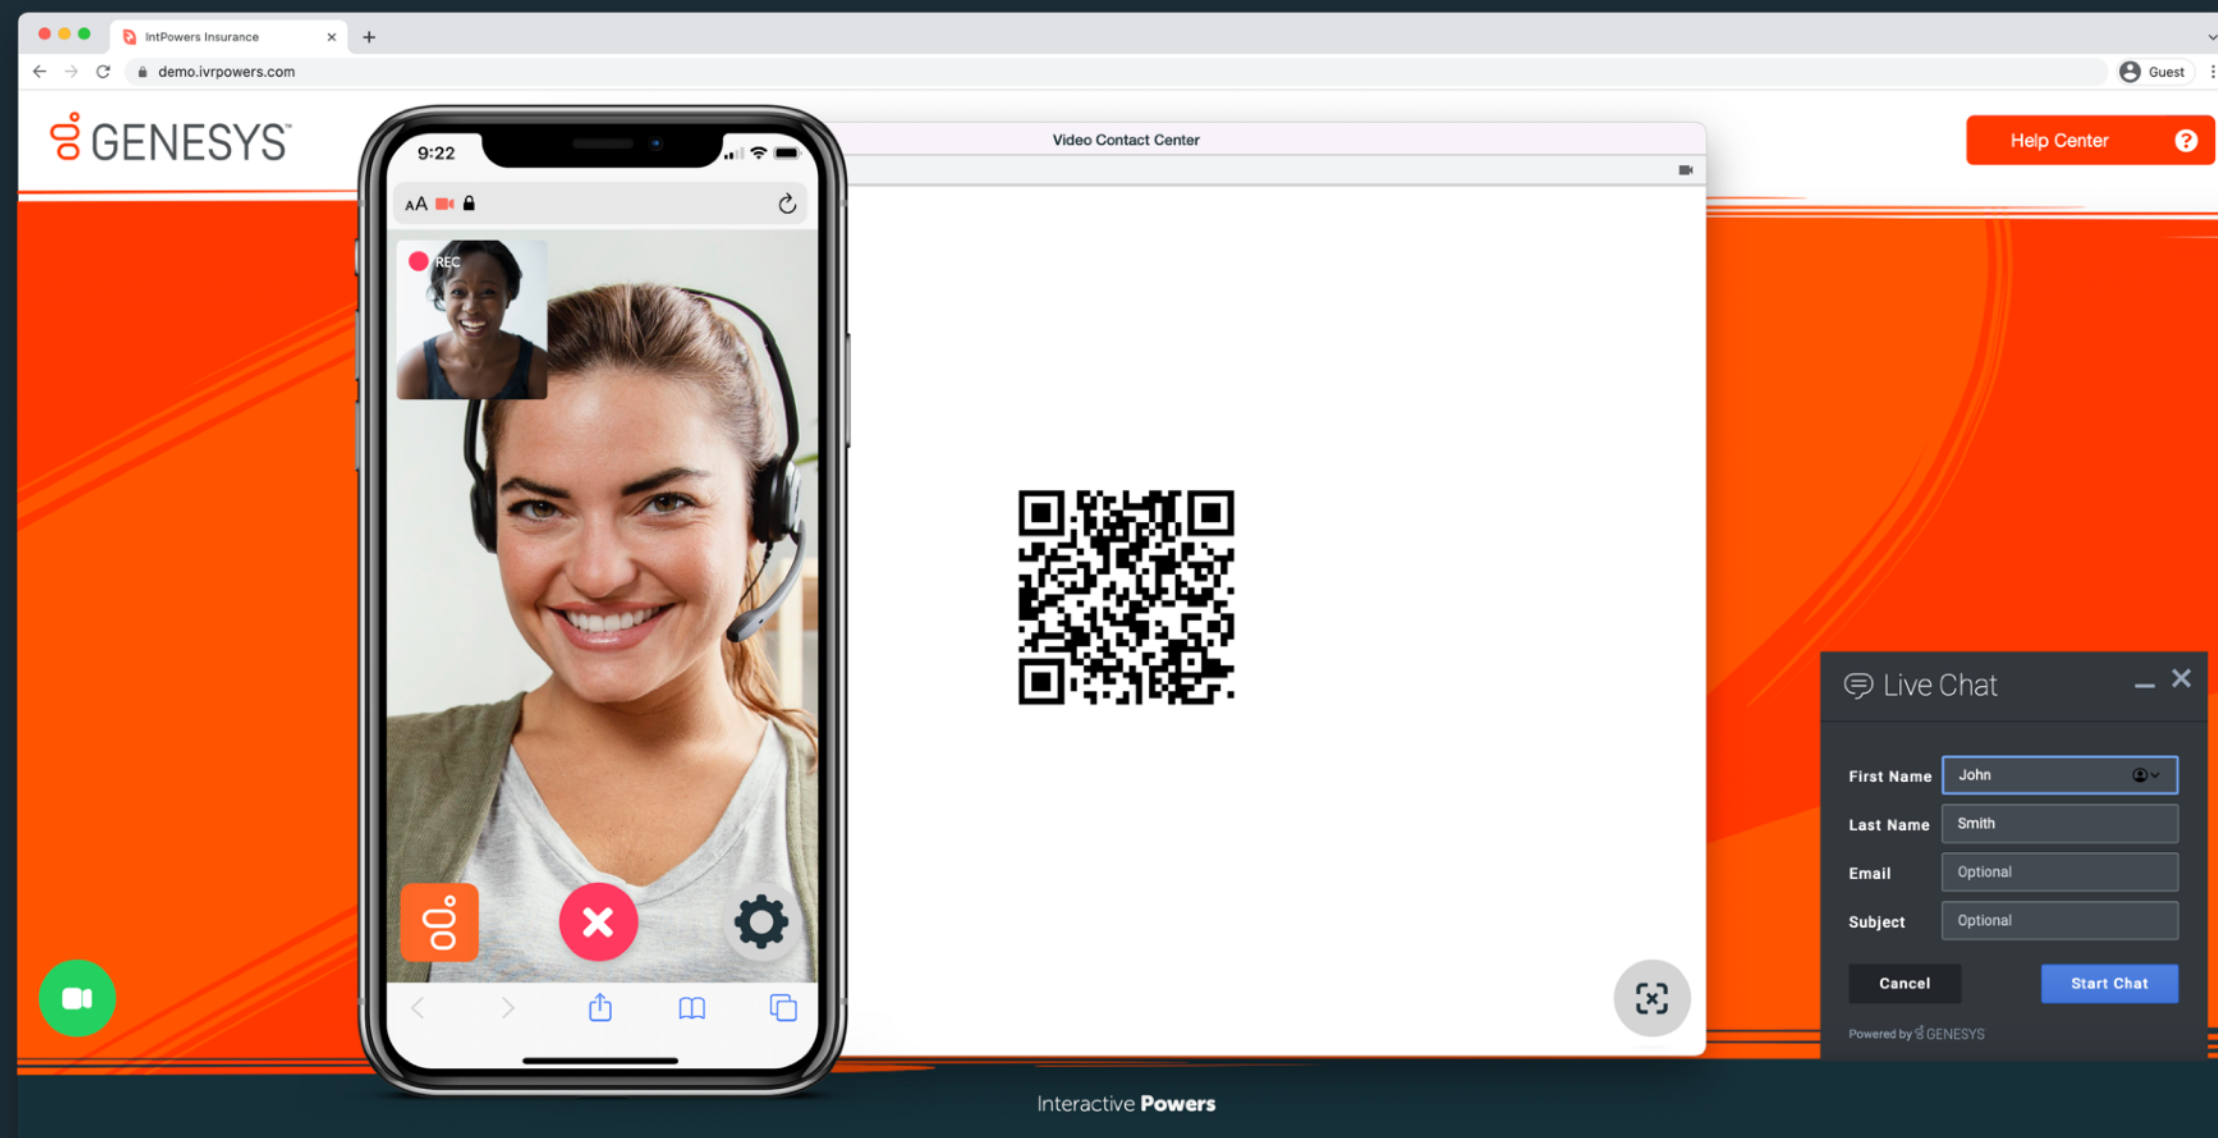 IntPowers Insurance
demo.ivrpowers.com
Guest
GENESYS™
Help Center
Video Contact Center
9:22
AA
REC
Live Chat
First Name John
Last Name Smith
Email Optional
Subject Optional
Cancel Start Chat
Powered by GENESYS
Interactive Powers